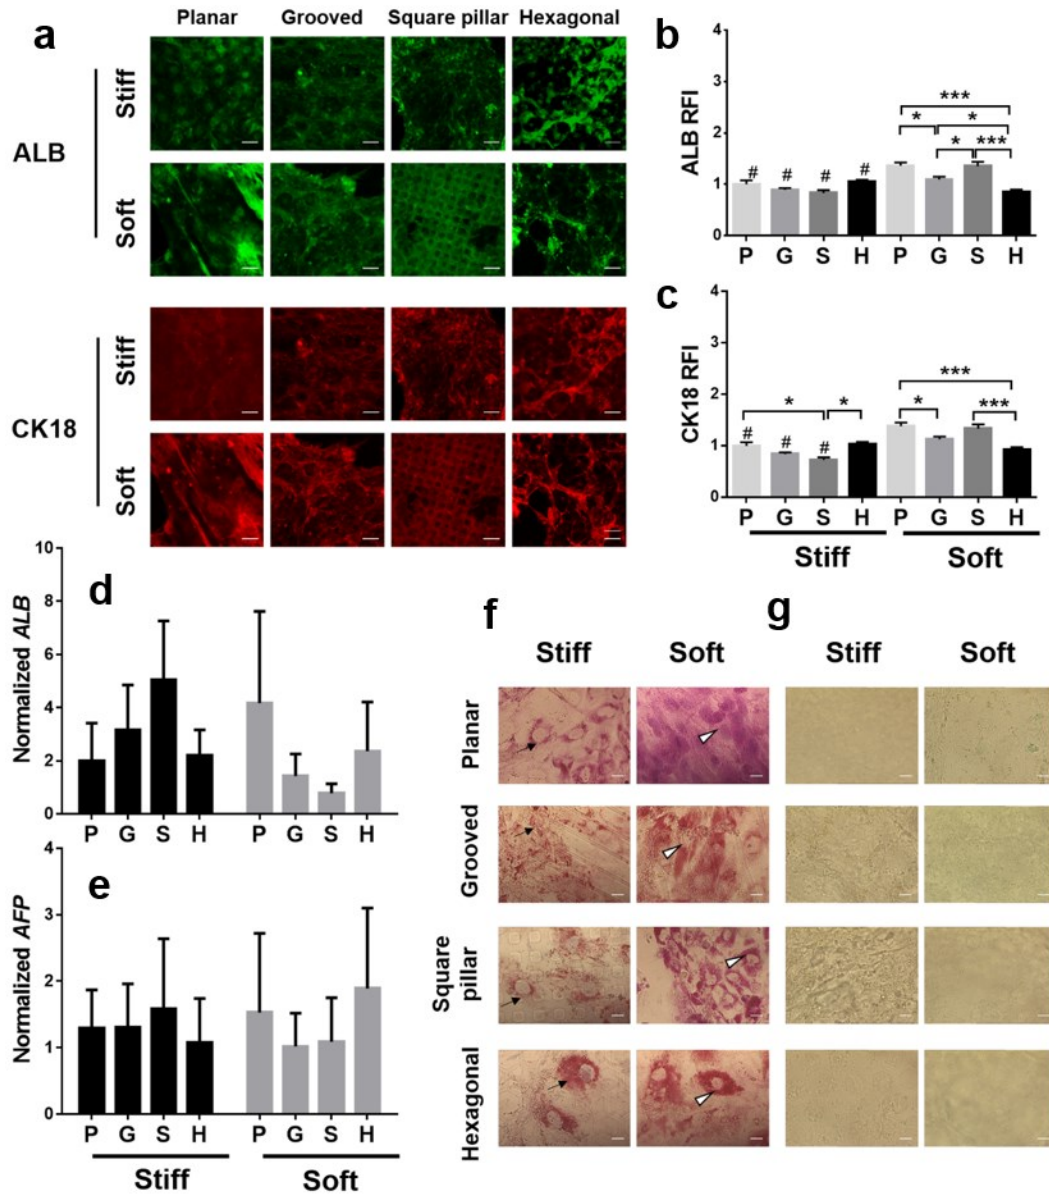 a
Planar Grooved Square pillar Hexagonal
ALB
Stiff
Soft
CK18
Stiff
Soft
b
ALB RFI
4
3
2
1
0
***
* *
* ***
# # # #
P G S H P G S H
c
CK18 RFI
4
3
2
1
0
***
* * * ***
# # #
P G S H P G S H
Stiff Soft
d
Normalized ALB
10
8
6
4
2
0
P G S H P G S H
e
Normalized AFP
4
3
2
1
0
P G S H P G S H
Stiff Soft
f g
Stiff Soft Stiff Soft
Planar
Grooved
Square
pillar
Hexagonal